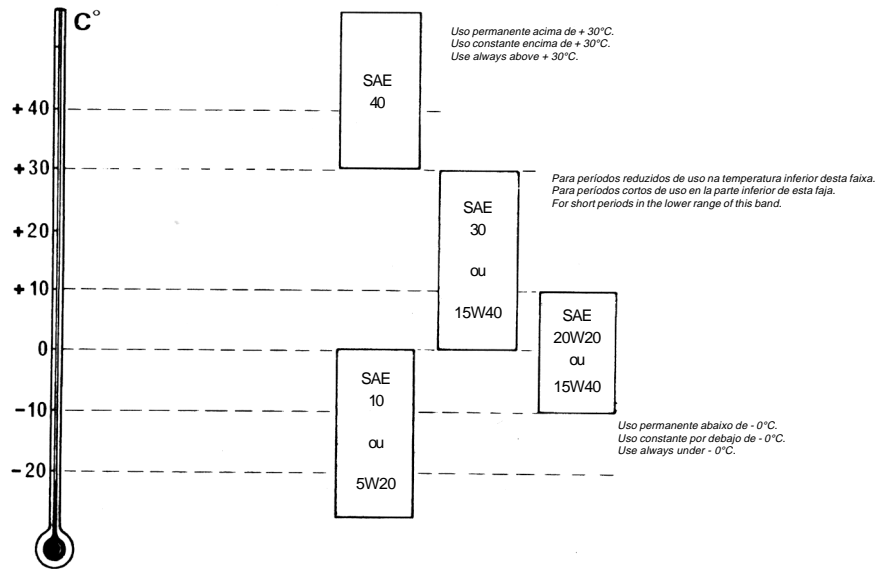 C°
Uso permanente acima de + 30°C.
Uso constante encima de + 30°C.
Use always above + 30°C.
SAE
40
+40
+30
Para períodos reduzidos de uso na temperatura inferior desta faixa.
Para períodos cortos de uso en la parte inferior de esta faja.
For short periods in the lower range of this band.
SAE
30
ou
15W40
+20
+10
SAE
20W20
ou
15W40
0
SAE
10
ou
5W20
-10
Uso permanente abaixo de - 0°C.
Uso constante por debajo de - 0°C.
Use always under - 0°C.
-20